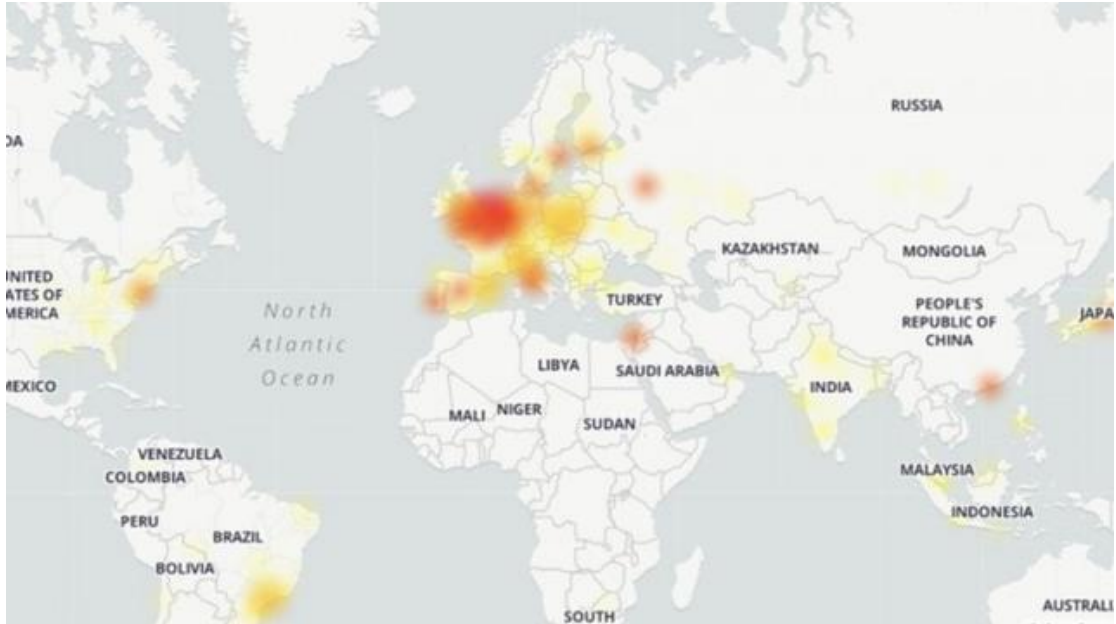 RUSSIA
DA
KAZAKHSTAN
MONGOLIA
UNITED
ATES OF
MERICA
North
Atlantic
Ocean
TURKEY
PEOPLE'S
REPUBLIC OF
CHINA
JAPA
MEXICO
LIBYA
SAUDI ARABIA
INDIA
MALI
NIGER
SUDAN
VENEZUELA
COLOMBIA
MALAYSIA
PERU
BRAZIL
INDONESIA
BOLIVIA
SOUTH
AUSTRALI